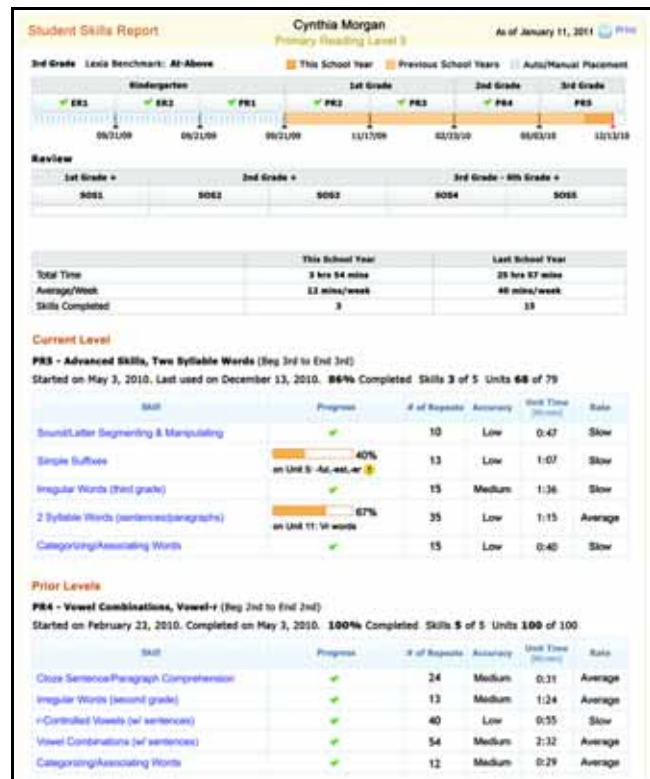 Student Skills Report
Cynthia Morgan
Primary Reading Level 5
As of January 11, 2011 Print
3rd Grade Lexia Benchmark: At-Above
This School Year Previous School Years Auto/Manual Placement
Kindergarten 1st Grade 2nd Grade 3rd Grade
ER1 ER2 PR1 PR2 PR3 PR4 PR5
09/21/09 09/21/09 09/21/09 11/17/09 02/23/10 05/03/10 12/13/10
Review
1st Grade + 2nd Grade + 3rd Grade - 6th Grade +
SOS1 SOS2 SOS3 SOS4 SOS5
This School Year Last School Year
Total Time 3 hrs 54 mins 25 hrs 57 mins
Average/Week 12 mins/week 40 mins/week
Skills Completed 3 15
Current Level
PR5 - Advanced Skills, Two Syllable Words (Beg 3rd to End 3rd)
Started on May 3, 2010. Last used on December 13, 2010. 86% Completed Skills 3 of 5 Units 68 of 79
Skill Progress # of Repeats Accuracy Unit Time Rate
Sound/Letter Segmenting & Manipulating 10 Low 0:47 Slow
Simple Suffixes 40% 13 Low 1:07 Slow
on Unit 5: -ful,-est,-er
Irregular Words (third grade) 15 Medium 1:36 Slow
2 Syllable Words (sentences/paragraphs) 67% 35 Low 1:15 Average
on Unit 11: words
Categorizing/Associating Words 15 Low 0:40 Slow
Prior Levels
PR4 - Vowel Combinations, Vowel-r (Beg 2nd to End 2nd)
Started on February 23, 2010. Completed on May 3, 2010. 100% Completed Skills 5 of 5 Units 100 of 100
Skill Progress # of Repeats Accuracy Unit Time Rate
Cloze Sentence/Paragraph Comprehension 24 Medium 0:31 Average
Irregular Words (second grade) 13 Medium 1:24 Average
r-Controlled Vowels (w/ sentences) 40 Low 0:55 Slow
Vowel Combinations (w/ sentences) 54 Medium 2:32 Average
Categorizing/Associating Words 12 Medium 0:29 Average